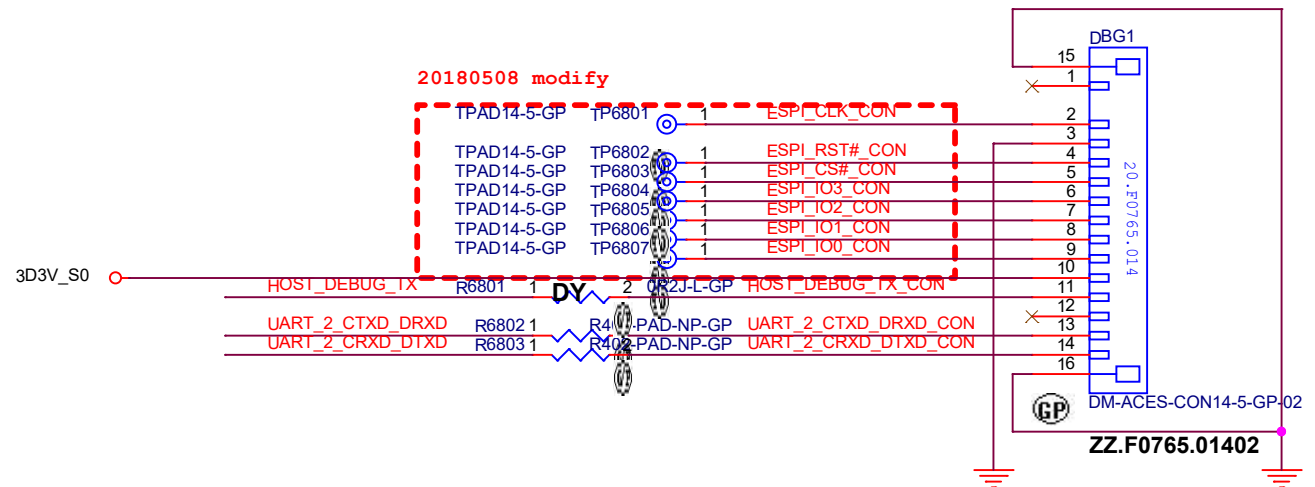 DBG1
15
1
20180508 modify
TPAD14-5-GP TP6801 1 ESPI_CLK_CON 2
3
TPAD14-5-GP TP6802 1 ESPI_RST#_CON 4
TPAD14-5-GP TP6803 1 ESPI_CS#_CON 5
TPAD14-5-GP TP6804 1 ESPI_IO3_CON 6
TPAD14-5-GP TP6805 1 ESPI_IO2_CON 7
TPAD14-5-GP TP6806 1 ESPI_IO1_CON 8
TPAD14-5-GP TP6807 1 ESPI_IO0_CON 9
20.F0765.014
3D3V_S0 10
HOST_DEBUG_TX R6801 1 DY 2 0R2J-L-GP HOST_DEBUG_TX_CON 11
12
UART_2_CTXD_DRXD R6802 1 UART_2_CTXD_DRXD_CON 13
UART_2_CRXD_DTXD R6803 1 R402-PAD-NP-GP UART_2_CRXD_DTXD_CON 14
16
GP DM-ACES-CON14-5-GP-02
ZZ.F0765.01402